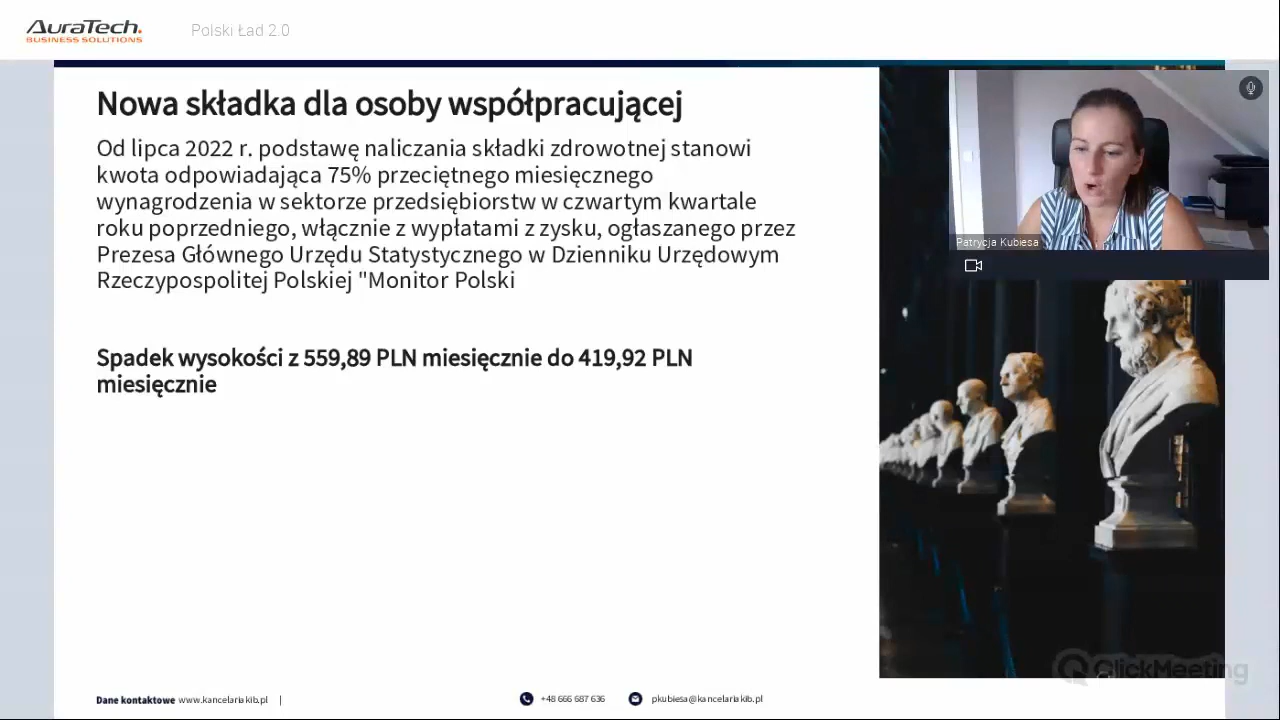 AuraTech.
BUSINESS SOLUTIONS
Polski Ład 2.0
Nowa składka dla osoby współpracującej
Od lipca 2022 r. podstawę naliczania składki zdrowotnej stanowi
kwota odpowiadająca 75% przeciętnego miesięcznego
wynagrodzenia w sektorze przedsiębiorstw w czwartym kwartale
roku poprzedniego, włącznie z wypłatami z zysku, ogłaszanego przez
Prezesa Głównego Urzędu Statystycznego w Dzienniku Urzędowym
Rzeczypospolitej Polskiej "Monitor Polski
Spadek wysokości z 559,89 PLN miesięcznie do 419,92 PLN
miesięcznie
Patrycja Kubiesa
ClickMeeting
Dane kontaktowe www.kancelariakib.pl |
+48 666 687 636
pkubiesa@kancelariakib.pl